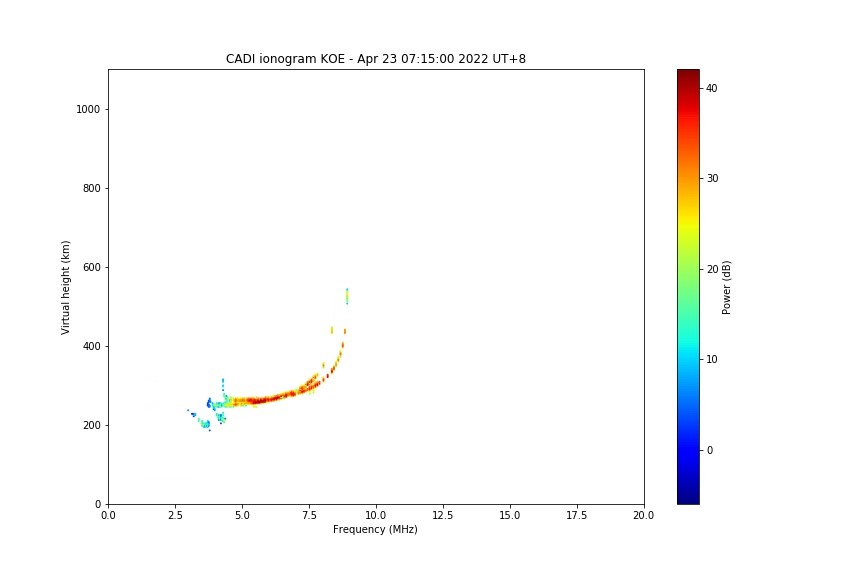 CADI ionogram KOE - Apr 23 07:15:00 2022 UT+8
1000
800
600
400
200
0
Virtual height (km)
0.0 2.5 5.0 7.5 10.0 12.5 15.0 17.5 20.0
Frequency (MHz)
40
30
20
10
0
Power (dB)